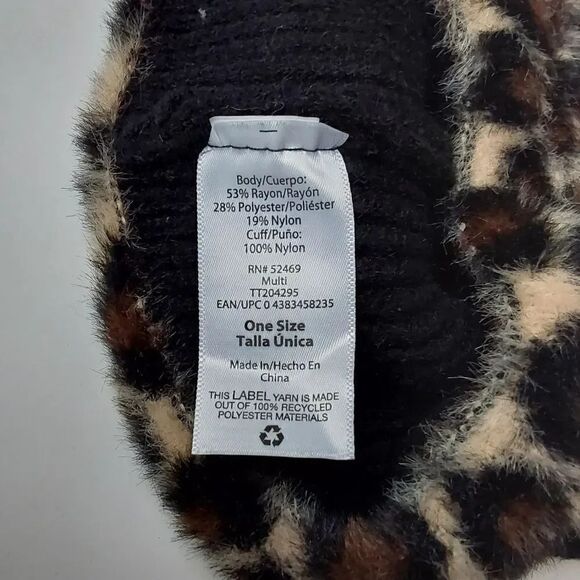 Body/Cuerpo:
53% Rayon/Rayón
28% Polyester/Poliéster
19% Nylon
Cuff/Puño:
100% Nylon
RN# 52469
Multi
TT204295
EAN/UPC 0 4383458235
One Size
Talla Única
Made In/Hecho En
China
THIS LABEL YARN IS MADE
OUT OF 100% RECYCLED
POLYESTER MATERIALS